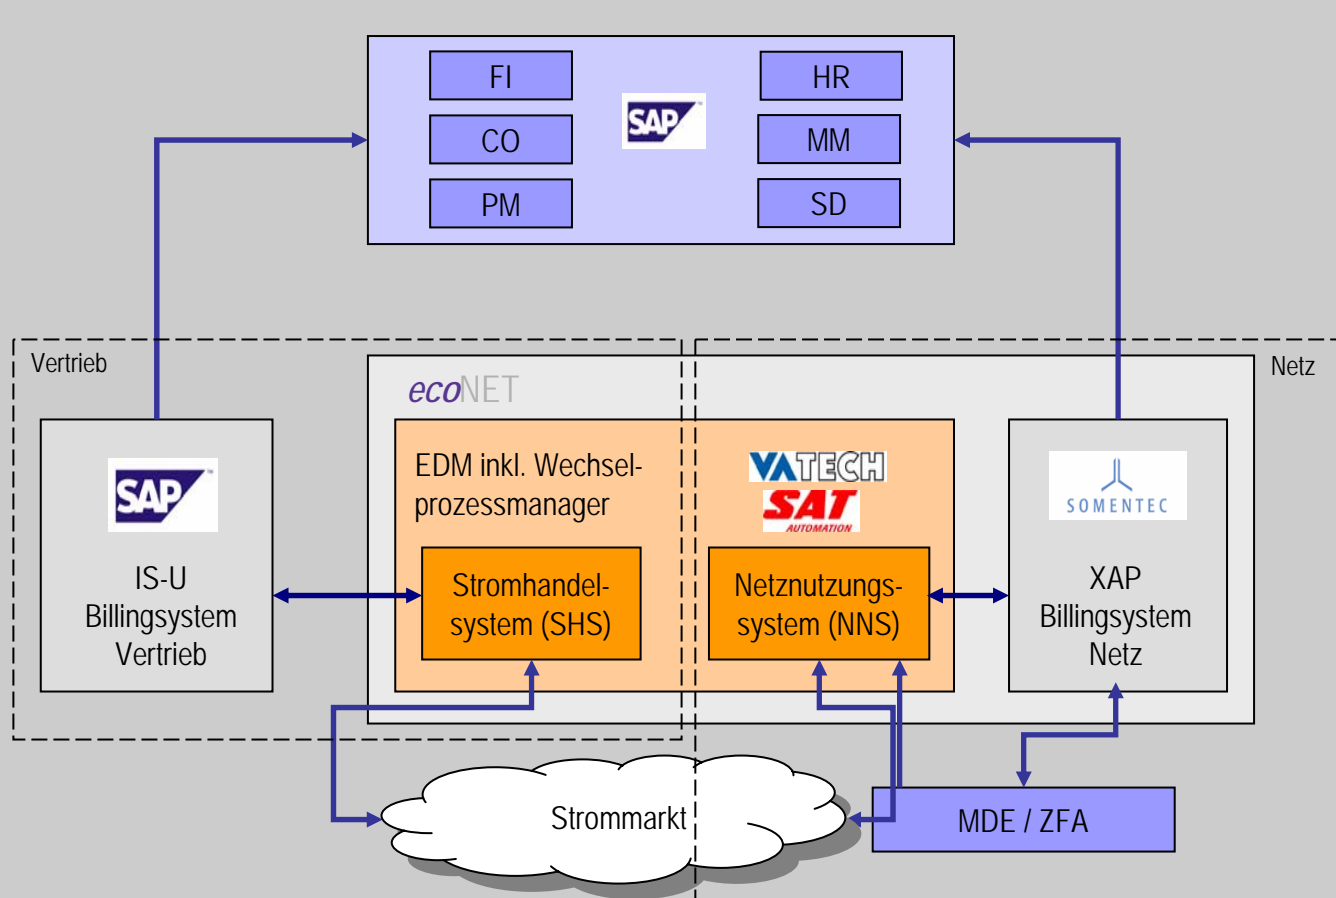 FI
HR
SAP
CO
MM
PM
SD
Vertrieb
Netz
ecoNET
EDM inkl. Wechsel-
prozessmanager
VATECH
SAT
AUTOMATION
SAP
SOMENTEC
IS-U
Billingsystem
Vertrieb
Stromhandel-
system (SHS)
Netznutzungs-
system (NNS)
XAP
Billingsystem
Netz
Strommarkt
MDE / ZFA